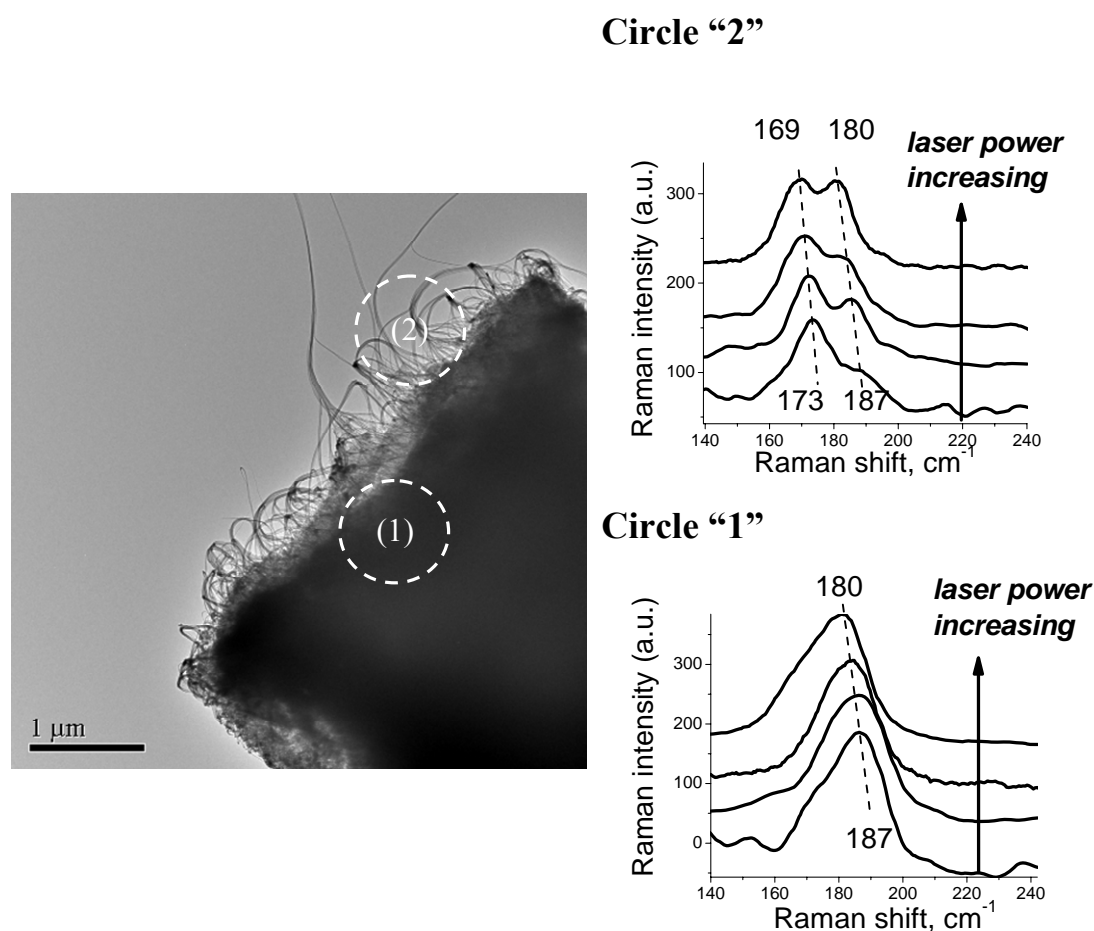 Circle “2”
169 180
laser power
increasing
Raman intensity (a.u.)
300
200
100
173 187
140 160 180 200 220 240
Raman shift, cm⁻¹
(2)
(1)
1 μm
Circle “1”
180
laser power
increasing
Raman intensity (a.u.)
300
200
100
0
187
140 160 180 200 220 240
Raman shift, cm⁻¹